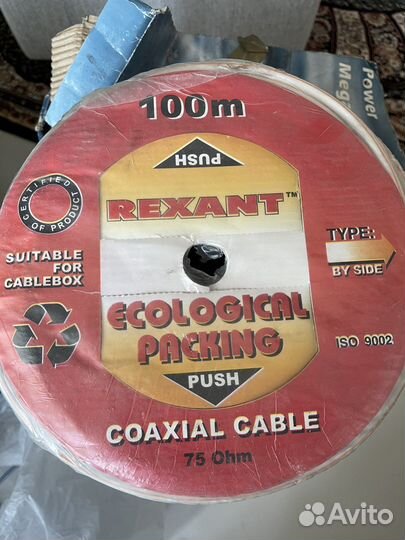 100m
PUSH
REXANT™
CERTIFIED
OF PRODUCT
SUITABLE
FOR
CABLEBOX
TYPE:
BY SIDE
ISO 9002
ECOLOGICAL
PACKING
PUSH
COAXIAL CABLE
75 Ohm
Power
Meg
Avito